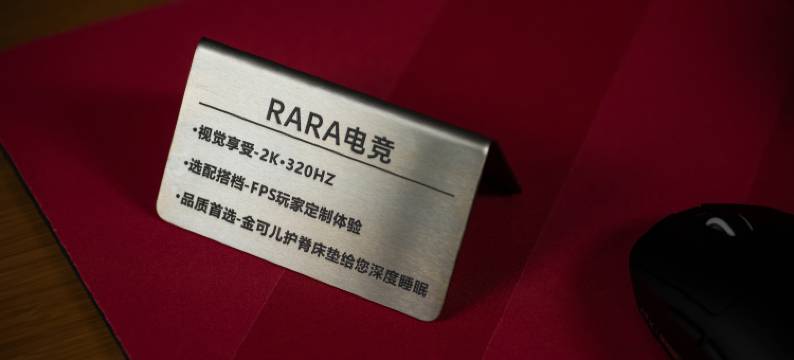 RARA电竞
•视觉享受-2K•320HZ
•选配搭档-FPS玩家定制体验
•品质首选-金可儿护脊床垫给您深度睡眠